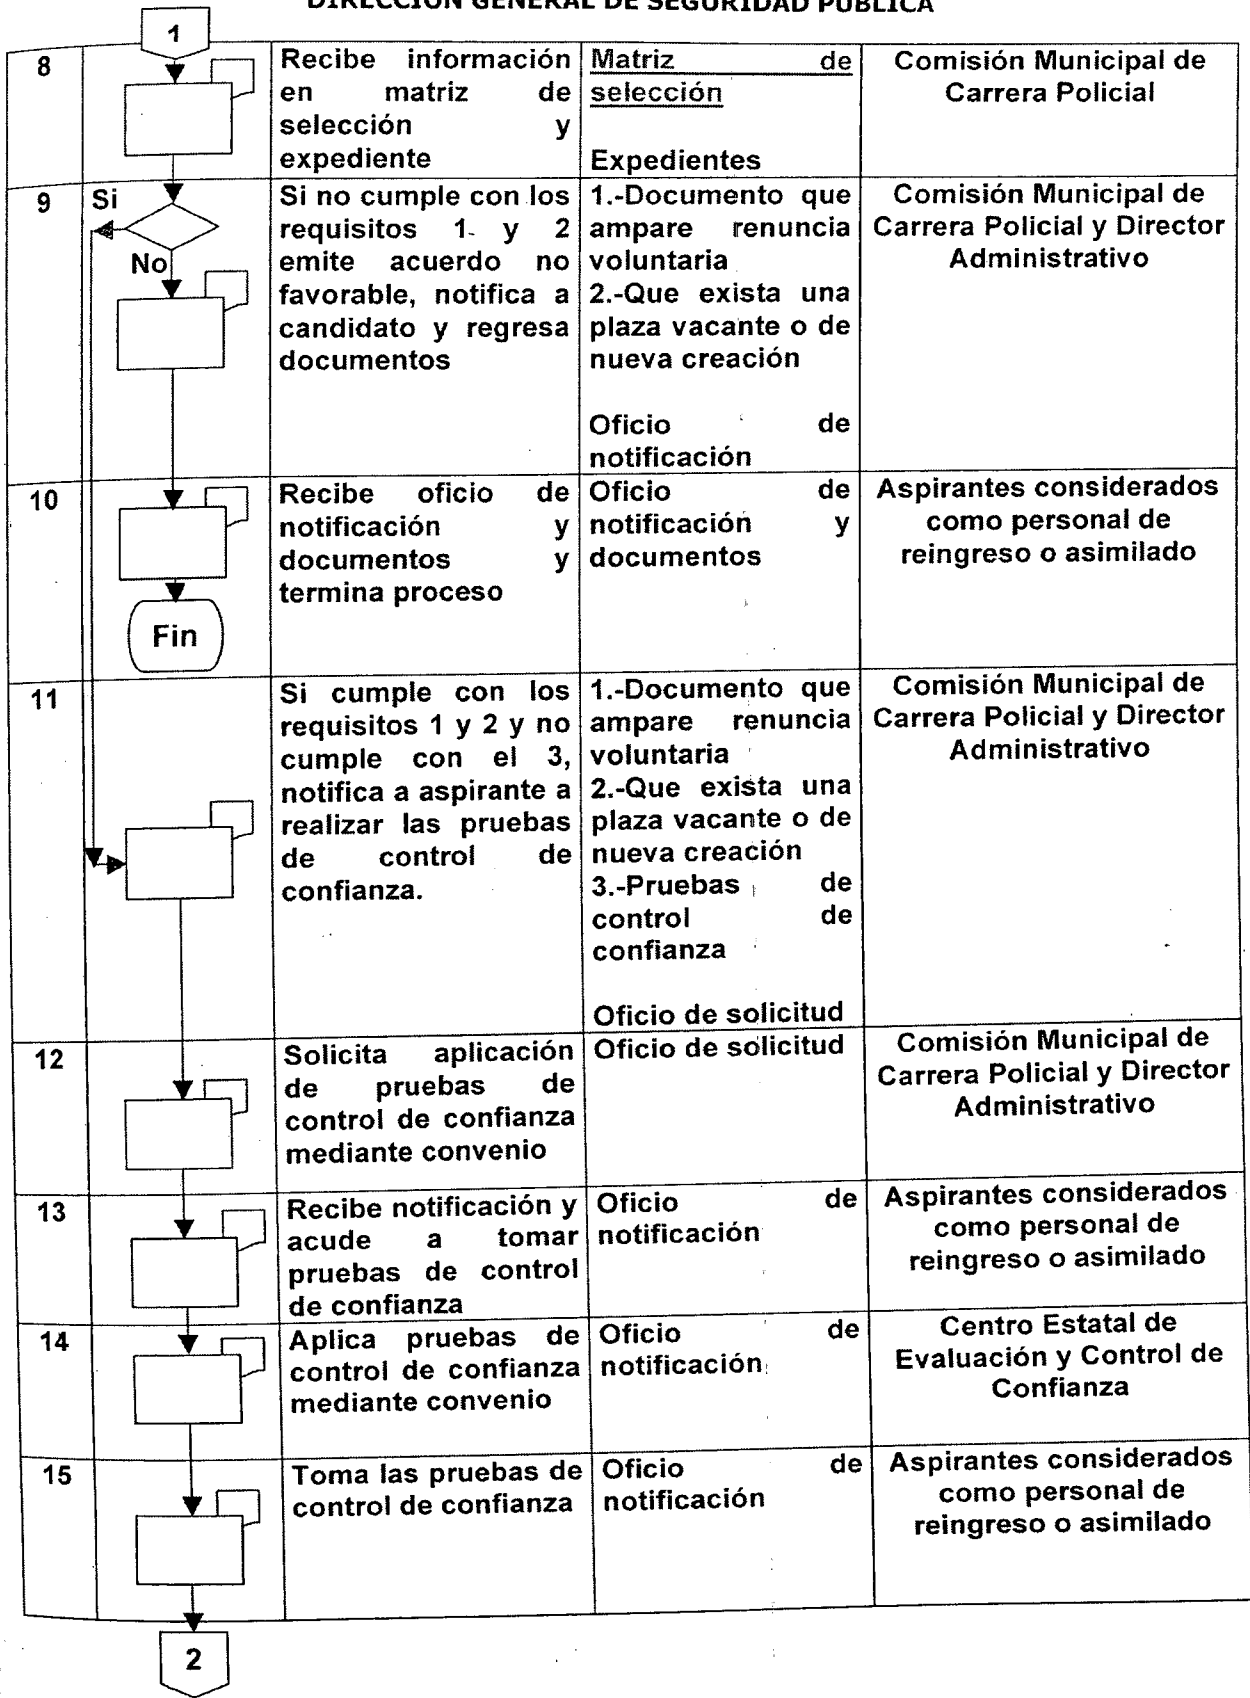 DIRECCIÓN GENERAL DE SEGURIDAD PÚBLICA
1
8
Recibe información
en matriz de
selección y
expediente
Matriz de
selección
Expedientes
Comisión Municipal de
Carrera Policial
9
Si
No
Si no cumple con los
requisitos 1 y 2
emite acuerdo no
favorable, notifica a
candidato y regresa
documentos
1.-Documento que
ampare renuncia
voluntaria
2.-Que exista una
plaza vacante o de
nueva creación
Oficio de
notificación
Comisión Municipal de
Carrera Policial y Director
Administrativo
10
Fin
Recibe oficio de
notificación y
documentos y
termina proceso
Oficio de
notificación y
documentos
Aspirantes considerados
como personal de
reingreso o asimilado
11
Si cumple con los
requisitos 1 y 2 y no
cumple con el 3,
notifica a aspirante a
realizar las pruebas
de control de
confianza.
1.-Documento que
ampare renuncia
voluntaria
2.-Que exista una
plaza vacante o de
nueva creación
3.-Pruebas de
control de
confianza
Oficio de solicitud
Comisión Municipal de
Carrera Policial y Director
Administrativo
12
Solicita aplicación
de pruebas de
control de confianza
mediante convenio
Oficio de solicitud
Comisión Municipal de
Carrera Policial y Director
Administrativo
13
Recibe notificación y
acude a tomar
pruebas de control
de confianza
Oficio de
notificación
Aspirantes considerados
como personal de
reingreso o asimilado
14
Aplica pruebas de
control de confianza
mediante convenio
Oficio de
notificación
Centro Estatal de
Evaluación y Control de
Confianza
15
Toma las pruebas de
control de confianza
Oficio de
notificación
Aspirantes considerados
como personal de
reingreso o asimilado
2